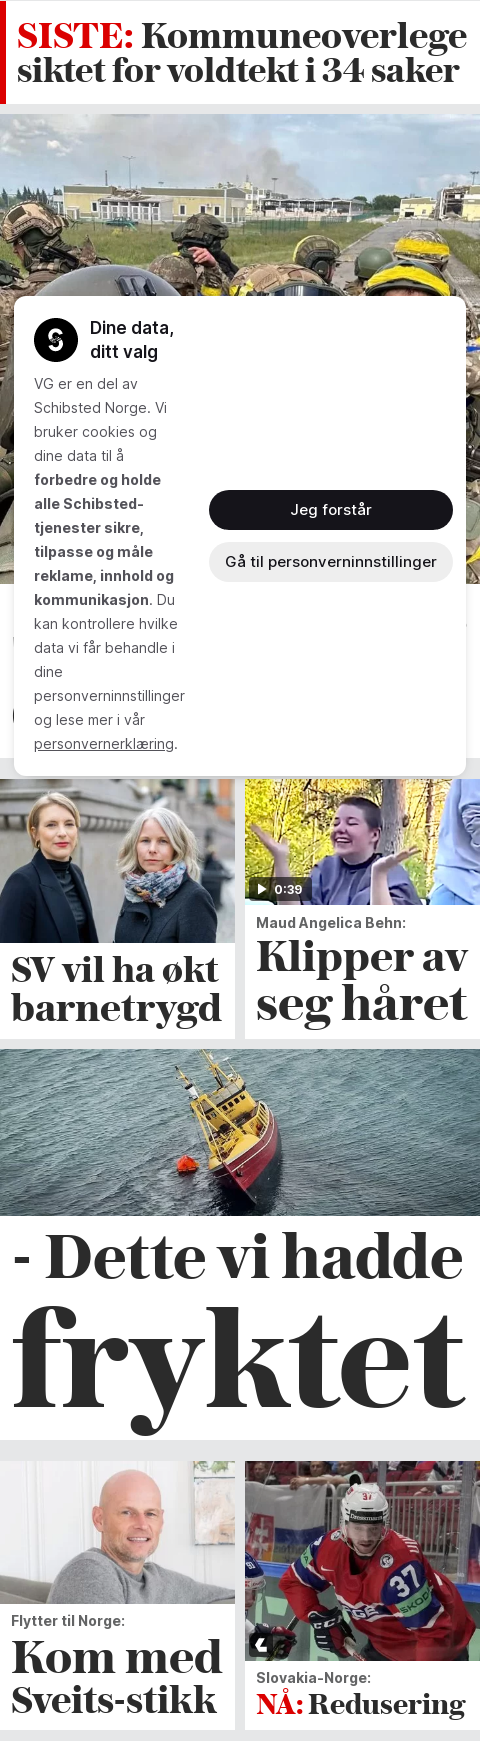 SISTE: Kommuneoverlege
siktet for voldtekt i 34 saker
Dine data,
ditt valg
VG er en del av
Schibsted Norge. Vi
bruker cookies og
dine data til å
forbedre og holde
alle Schibsted-
tjenester sikre,
tilpasse og måle
reklame, innhold og
kommunikasjon. Du
kan kontrollere hvilke
data vi får behandle i
dine
personverninnstillinger
og lese mer i vår
personvernerklæring.
Jeg forstår
Gå til personverninnstillinger
SV vil ha økt
barnetrygd
0:39
Maud Angelica Behn:
Klipper av
seg håret
- Dette vi hadde
fryktet
Flytter til Norge:
Kom med
Sveits-stikk
37
37
SKODA
Slovakia-Norge:
NÅ: Redusering